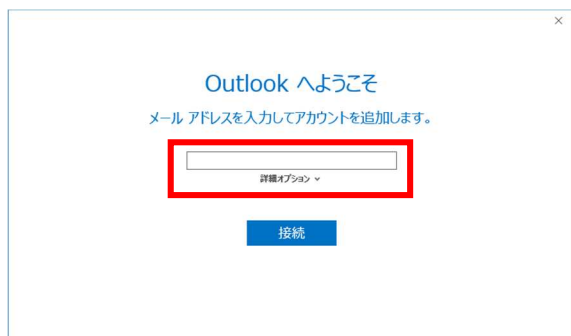 Outlook へようこそ
メール アドレスを入力してアカウントを追加します。
詳細オプション
接続